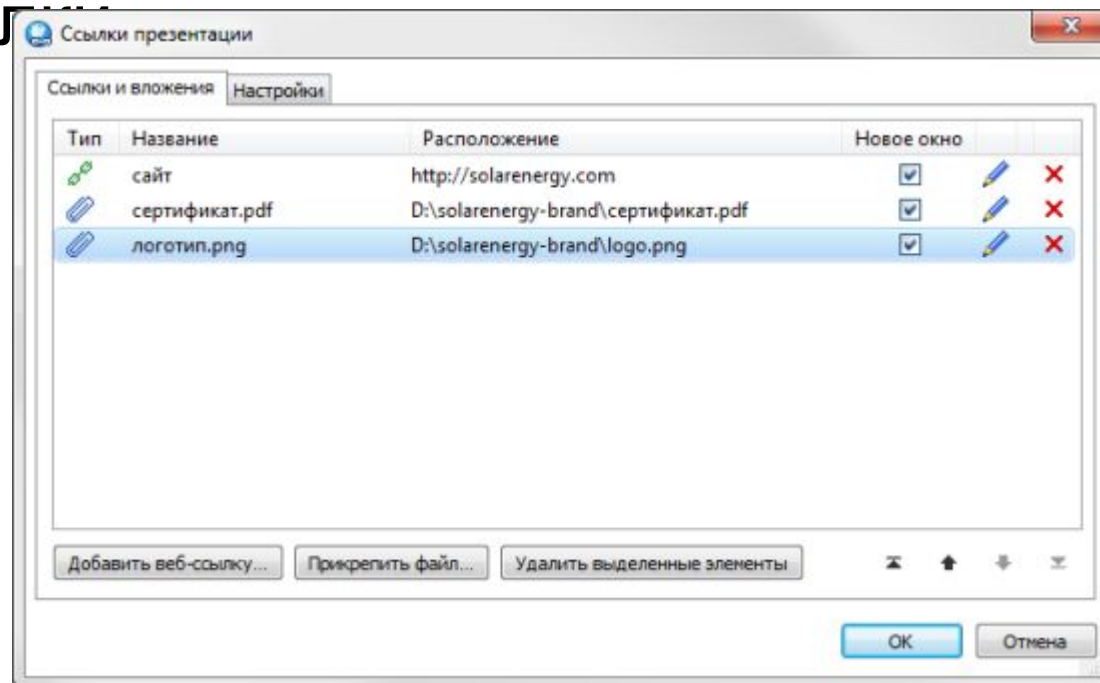 Ссылки презентации
Ссылки и вложения Настройки
Тип Название Расположение Новое окно
сайт http://solarenergy.com
сертификат.pdf D:\solarenergy-brand\сертификат.pdf
логотип.png D:\solarenergy-brand\logo.png
Добавить веб-ссылку... Прикрепить файл... Удалить выделенные элементы
OK Отмена